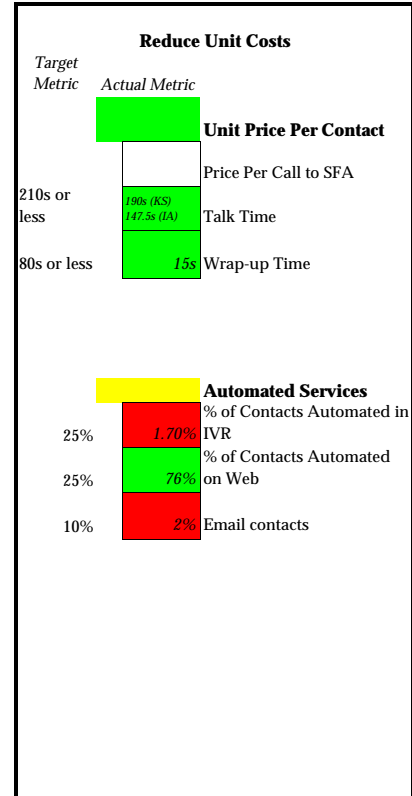 Reduce Unit Costs
Target
Metric
Actual Metric
Unit Price Per Contact
Price Per Call to SFA
210s or
less
190s (KS)
147.5s (IA)
Talk Time
80s or less
15s
Wrap-up Time
Automated Services
25%
1.70%
% of Contacts Automated in
IVR
25%
76%
% of Contacts Automated
on Web
10%
2%
Email contacts